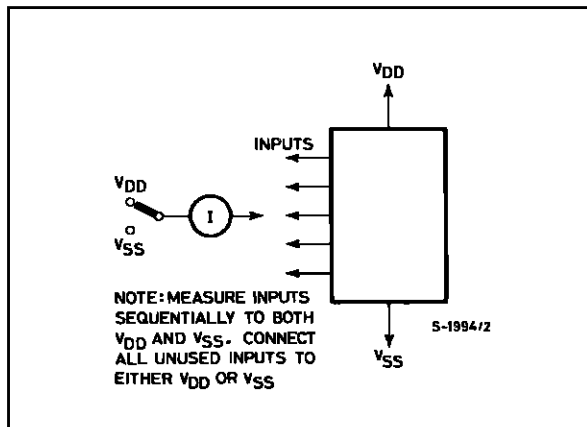 VDD
INPUTS
VDD
I
VSS
NOTE: MEASURE INPUTS
SEQUENTIALLY TO BOTH
VDD AND VSS. CONNECT
ALL UNUSED INPUTS TO
EITHER VDD OR VSS
S-1994/2
VSS